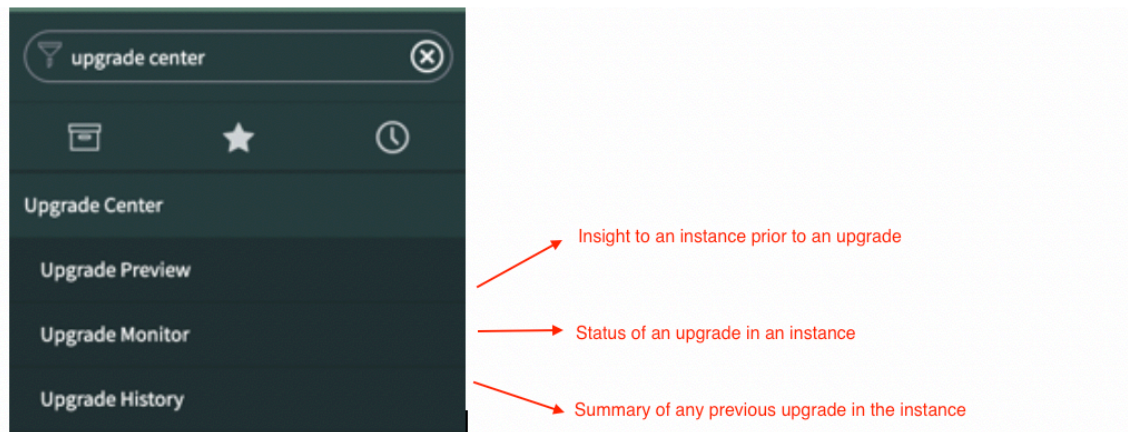 upgrade center
Upgrade Center
Upgrade Preview
Insight to an instance prior to an upgrade
Upgrade Monitor
Status of an upgrade in an instance
Upgrade History
Summary of any previous upgrade in the instance